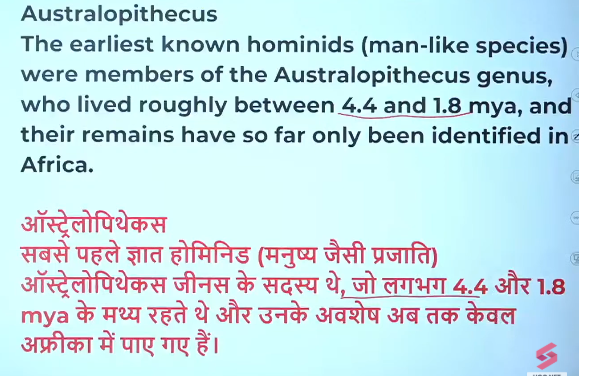 Australopithecus
The earliest known hominids (man-like species)
were members of the Australopithecus genus,
who lived roughly between 4.4 and 1.8 mya, and
their remains have so far only been identified in
Africa.
ऑस्ट्रेलोपिथेकस
सबसे पहले ज्ञात होमिनिड (मनुष्य जैसी प्रजाति)
ऑस्ट्रेलोपिथेकस जीनस के सदस्य थे, जो लगभग 4.4 और 1.8
mya के मध्य रहते थे और उनके अवशेष अब तक केवल
अफ्रीका में पाए गए हैं।